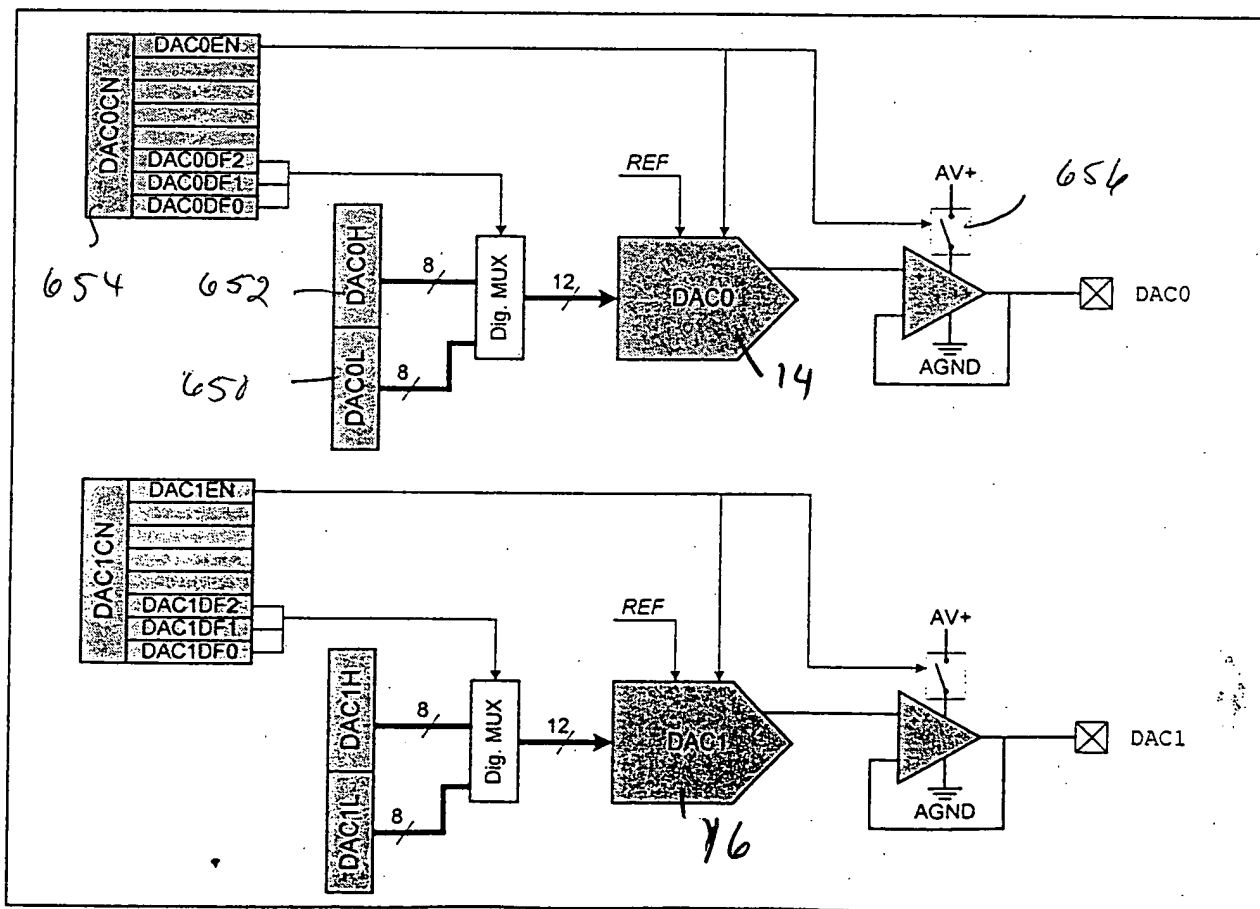 DAC0CN
DAC0EN
DAC0DF2
DAC0DF1
DAC0DF0
654
652
650
DAC0H
DAC0L
8
8
Dig. MUX
12
REF
DAC0
14
AV+
656
AGND
DAC0
DAC1CN
DAC1EN
DAC1DF2
DAC1DF1
DAC1DF0
DAC1H
DAC1L
8
8
Dig. MUX
12
REF
DAC1
16
AV+
AGND
DAC1